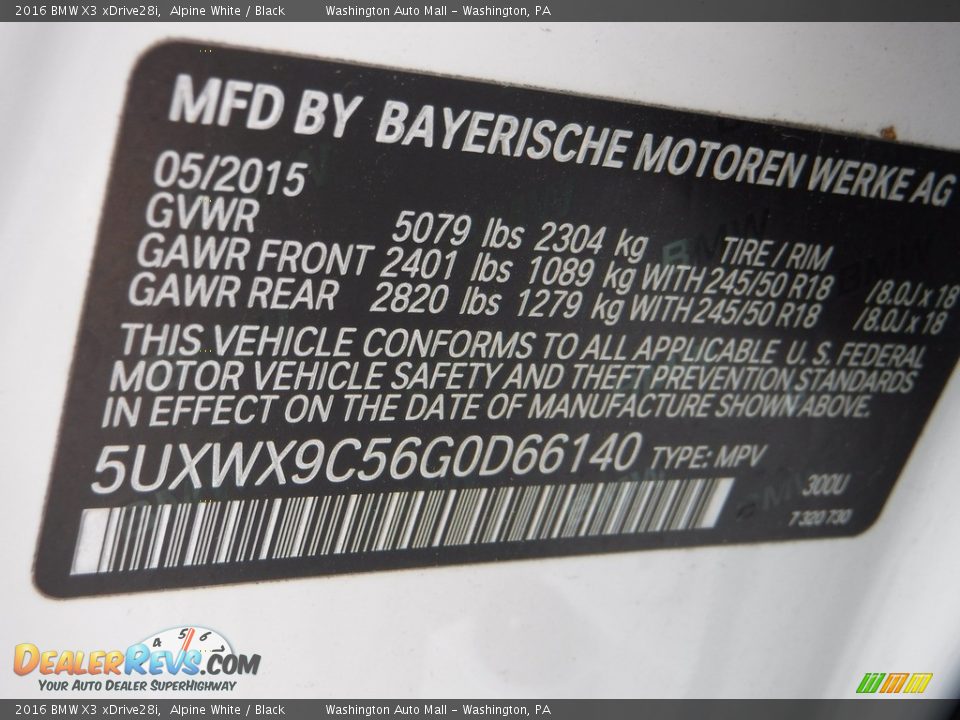 2016 BMW X3 xDrive28i, Alpine White / Black Washington Auto Mall - Washington, PA
MFD BY BAYERISCHE MOTOREN WERKE AG
05/2015
GVWR 5079 lbs 2304 kg TIRE / RIM
GAWR FRONT 2401 lbs 1089 kg WITH 245/50 R18 /8.0J x 18
GAWR REAR 2820 lbs 1279 kg WITH 245/50 R18 /8.0J x 18
THIS VEHICLE CONFORMS TO ALL APPLICABLE U. S. FEDERAL
MOTOR VEHICLE SAFETY AND THEFT PREVENTION STANDARDS
IN EFFECT ON THE DATE OF MANUFACTURE SHOWN ABOVE.
5UXWX9C56G0D66140 TYPE: MPV
300U
7 320 730
4 5 6
DEALERREVS.COM
YOUR AUTO DEALER SUPERHIGHWAY
2016 BMW X3 xDrive28i, Alpine White / Black Washington Auto Mall - Washington, PA